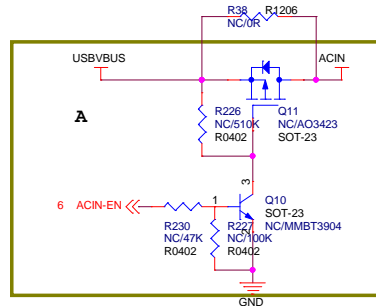 R38 R1206
NC/0R
USBVBUS ACIN
A
R226
NC/510K
R0402
Q11
NC/AO3423
SOT-23
3
Q10
SOT-23
NC/MMBT3904
6 ACIN-EN
1
2
R230
NC/47K
R0402
R227
NC/100K
R0402
GND